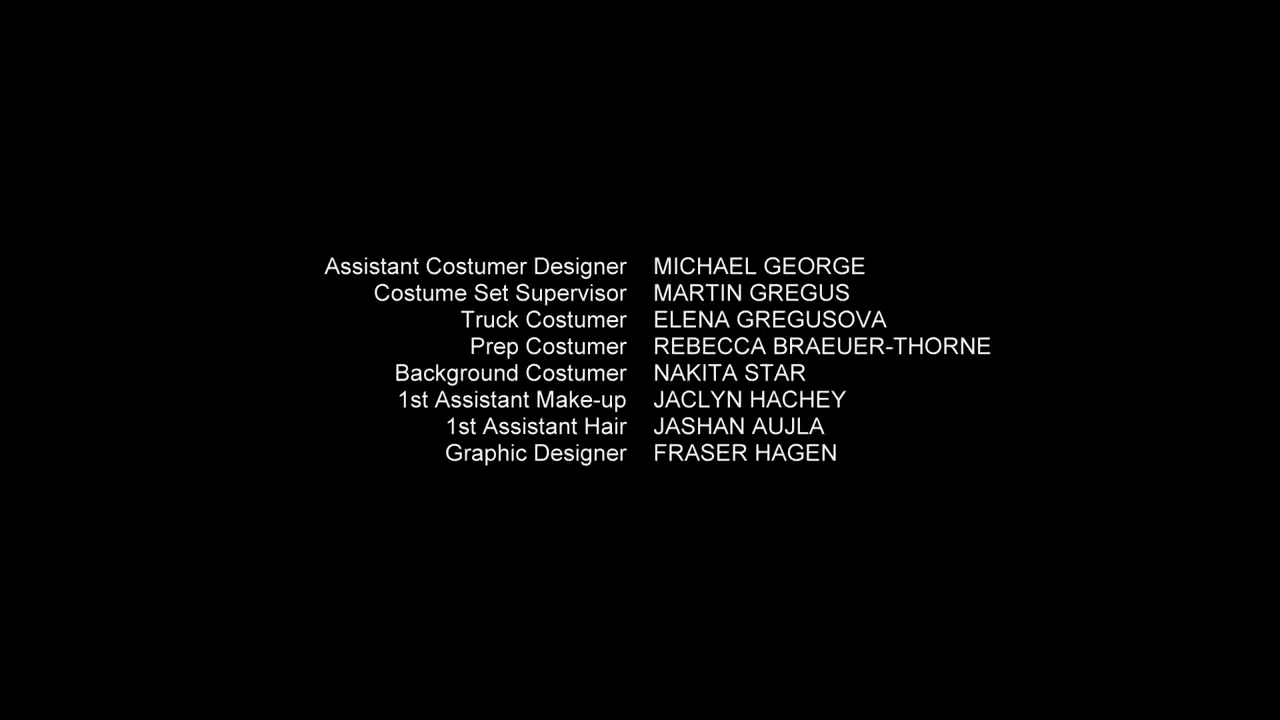 Assistant Costumer Designer MICHAEL GEORGE
Costume Set Supervisor MARTIN GREGUS
Truck Costumer ELENA GREGUSOVA
Prep Costumer REBECCA BRAEUER-THORNE
Background Costumer NAKITA STAR
1st Assistant Make-up JACLYN HACHEY
1st Assistant Hair JASHAN AUJLA
Graphic Designer FRASER HAGEN